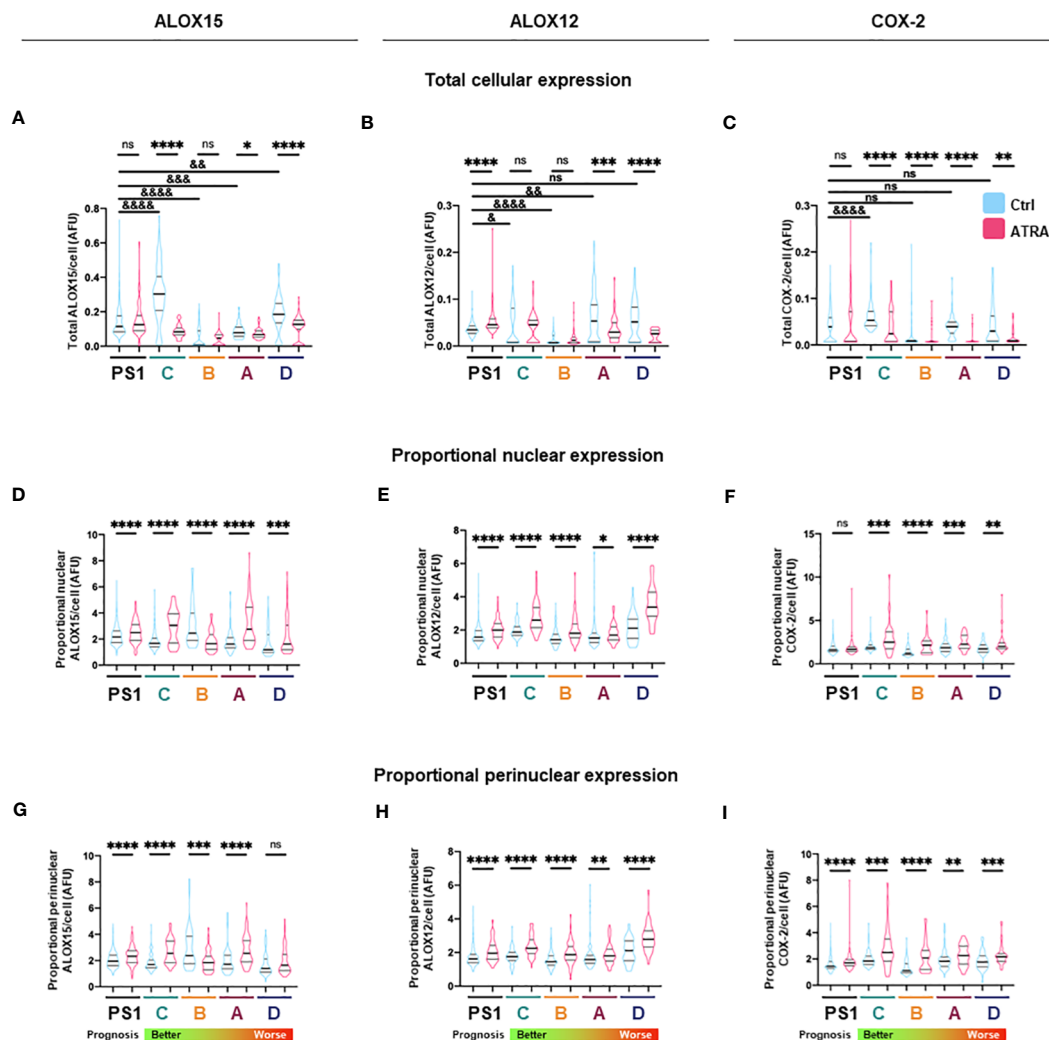 ALOX15 ALOX12 COX-2
Total cellular expression
A B C
ns **** ns * ****
&&
&&&
&&&&
&&&&
Total ALOX15/cell (AFU)
0.8
0.6
0.4
0.2
0.0
PS1 C B A D
**** ns ns *** ****
ns
&&
&&&&
&
Total ALOX12/cell (AFU)
0.3
0.2
0.1
0.0
PS1 C B A D
ns **** **** **** **
ns
ns
ns
&&&&
Total COX-2/cell (AFU)
0.3
0.2
0.1
0.0
PS1 C B A D
Ctrl
ATRA
Proportional nuclear expression
D E F
**** **** **** **** ***
Proportional nuclear
ALOX15/cell (AFU)
10
8
6
4
2
0
PS1 C B A D
**** **** **** * ****
Proportional nuclear
ALOX12/cell (AFU)
8
6
4
2
0
PS1 C B A D
ns *** **** *** **
Proportional nuclear
COX-2/cell (AFU)
15
10
5
0
PS1 C B A D
Proportional perinuclear expression
G H I
**** **** *** **** ns
Proportional perinuclear
ALOX15/cell (AFU)
10
8
6
4
2
0
PS1 C B A D
Prognosis Better Worse
**** **** **** ** ****
Proportional perinuclear
ALOX12/cell (AFU)
8
6
4
2
0
PS1 C B A D
Prognosis Better Worse
**** *** **** ** ***
Proportional perinuclear
COX-2/cell (AFU)
10
8
6
4
2
0
PS1 C B A D
Prognosis Better Worse